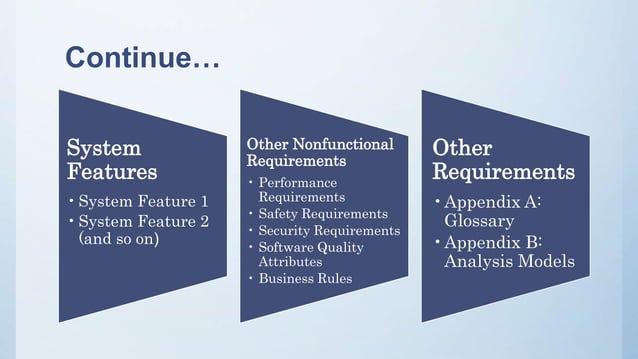 Continue…
System
Features
• System Feature 1
• System Feature 2
(and so on)
Other Nonfunctional
Requirements
• Performance
Requirements
• Safety Requirements
• Security Requirements
• Software Quality
Attributes
• Business Rules
Other
Requirements
• Appendix A:
Glossary
• Appendix B:
Analysis Models